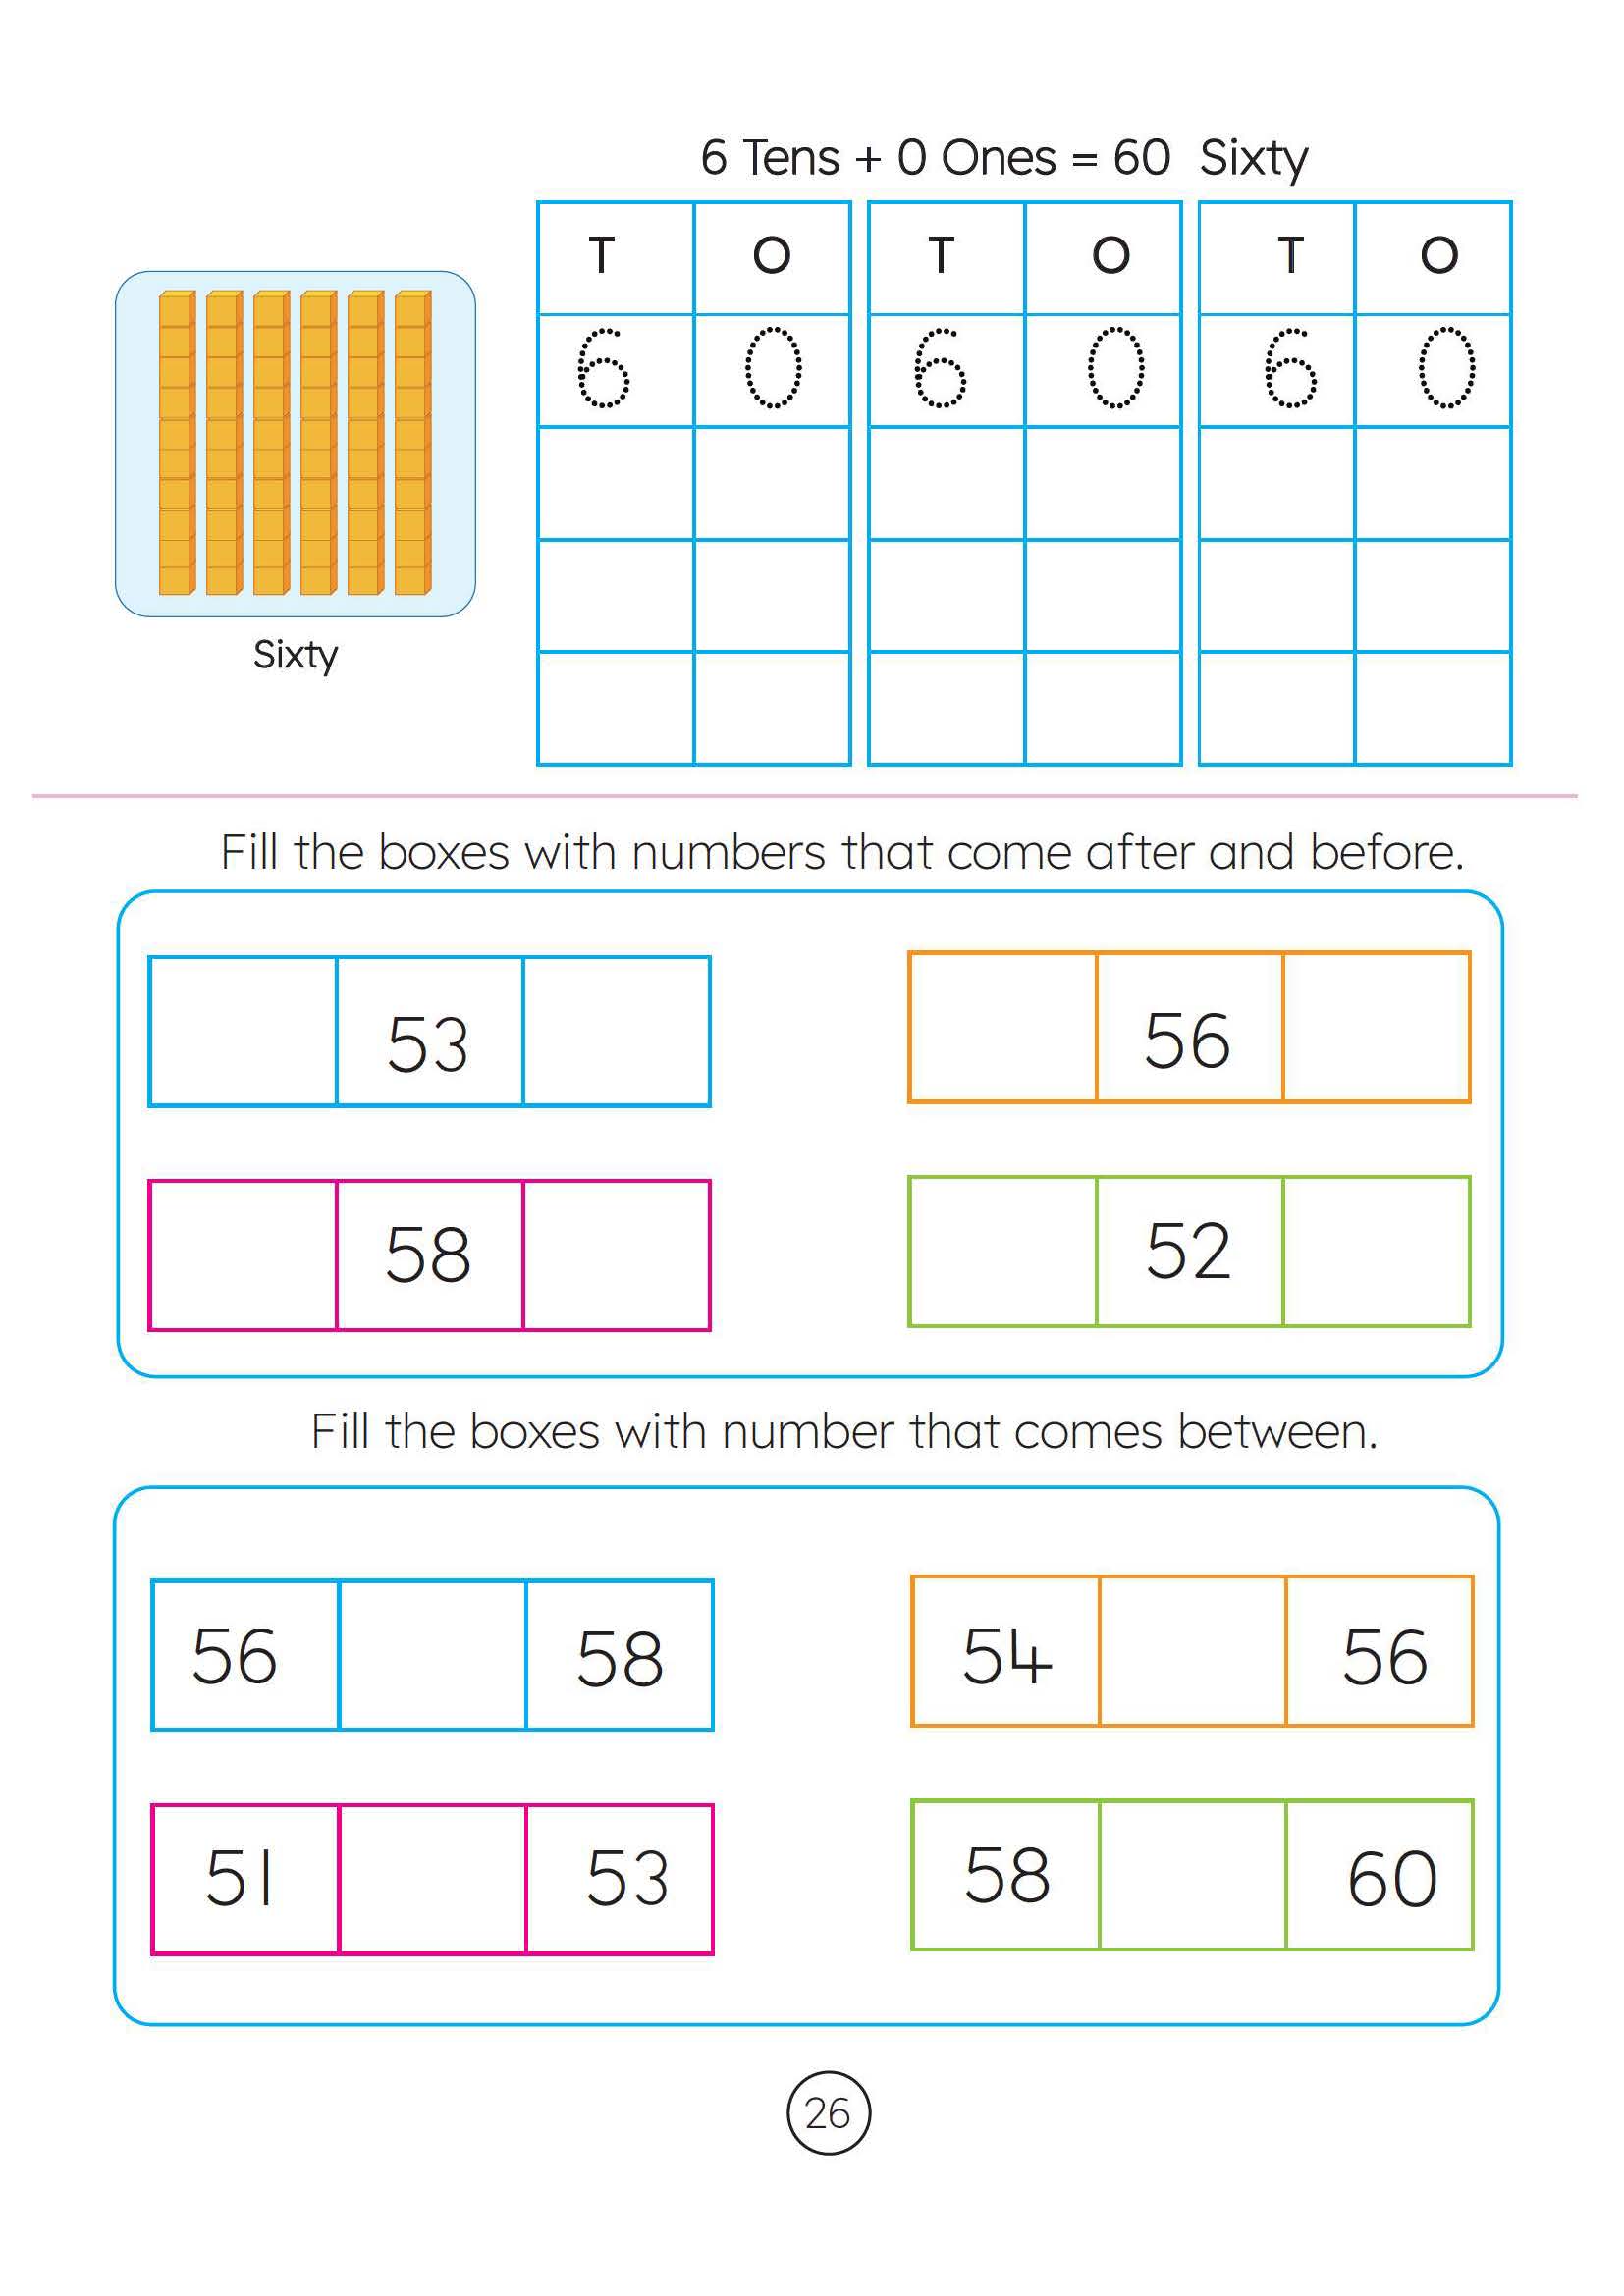 6 Tens + 0 Ones = 60 Sixty
T O T O T O
6 0 6 0 6 0
Sixty
Fill the boxes with numbers that come after and before.
53 56
58 52
Fill the boxes with number that comes between.
56 58 54 56
51 53 58 60
26